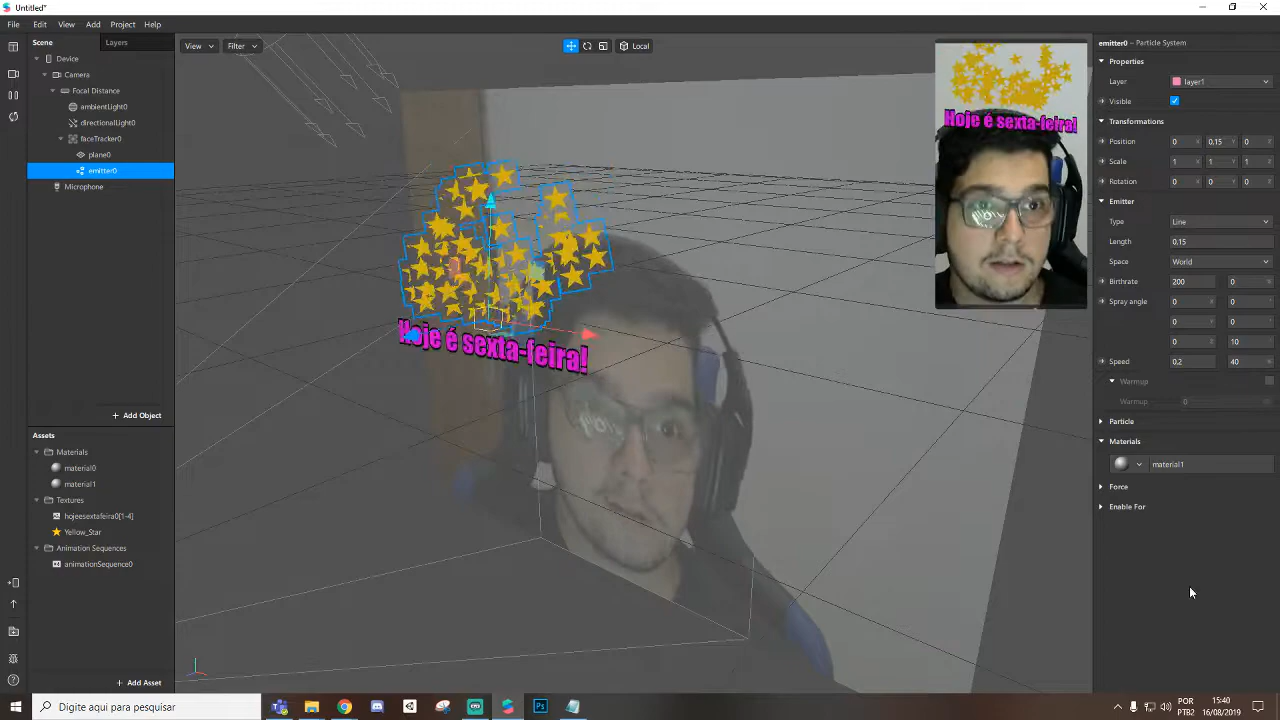 Untitled*
File Edit View Add Project Help
Scene Layers
Device
Camera
Focal Distance
ambientLight0
directionalLight0
faceTracker0
plane0
emitter0
Microphone
+ Add Object
Assets
Materials
material0
material1
Textures
hojeesextafeira0[1-4]
Yellow_Star
Animation Sequences
animationSequence0
+ Add Asset
View Filter Local
Hoje é sexta-feira!
Hoje é sexta-feira!
emitter0 – Particle System
Properties
Layer layer1
Visible
Transformations
Position 0 0,15 0
Scale 1 1 1
Rotation 0 0 0
Emitter
Type Line
Length 0,15
Space World
Birthrate 200 0 %
Spray angle 0 ° 0 °
0 ° 0 °
0 ° 10 °
Speed 0,2 40 %
Warmup
Warmup... 0
Particle
Materials
material1
Force
Enable For
Digite aqui para pesquisar
Ps
POR
PTB2
15:40
16/08/2019